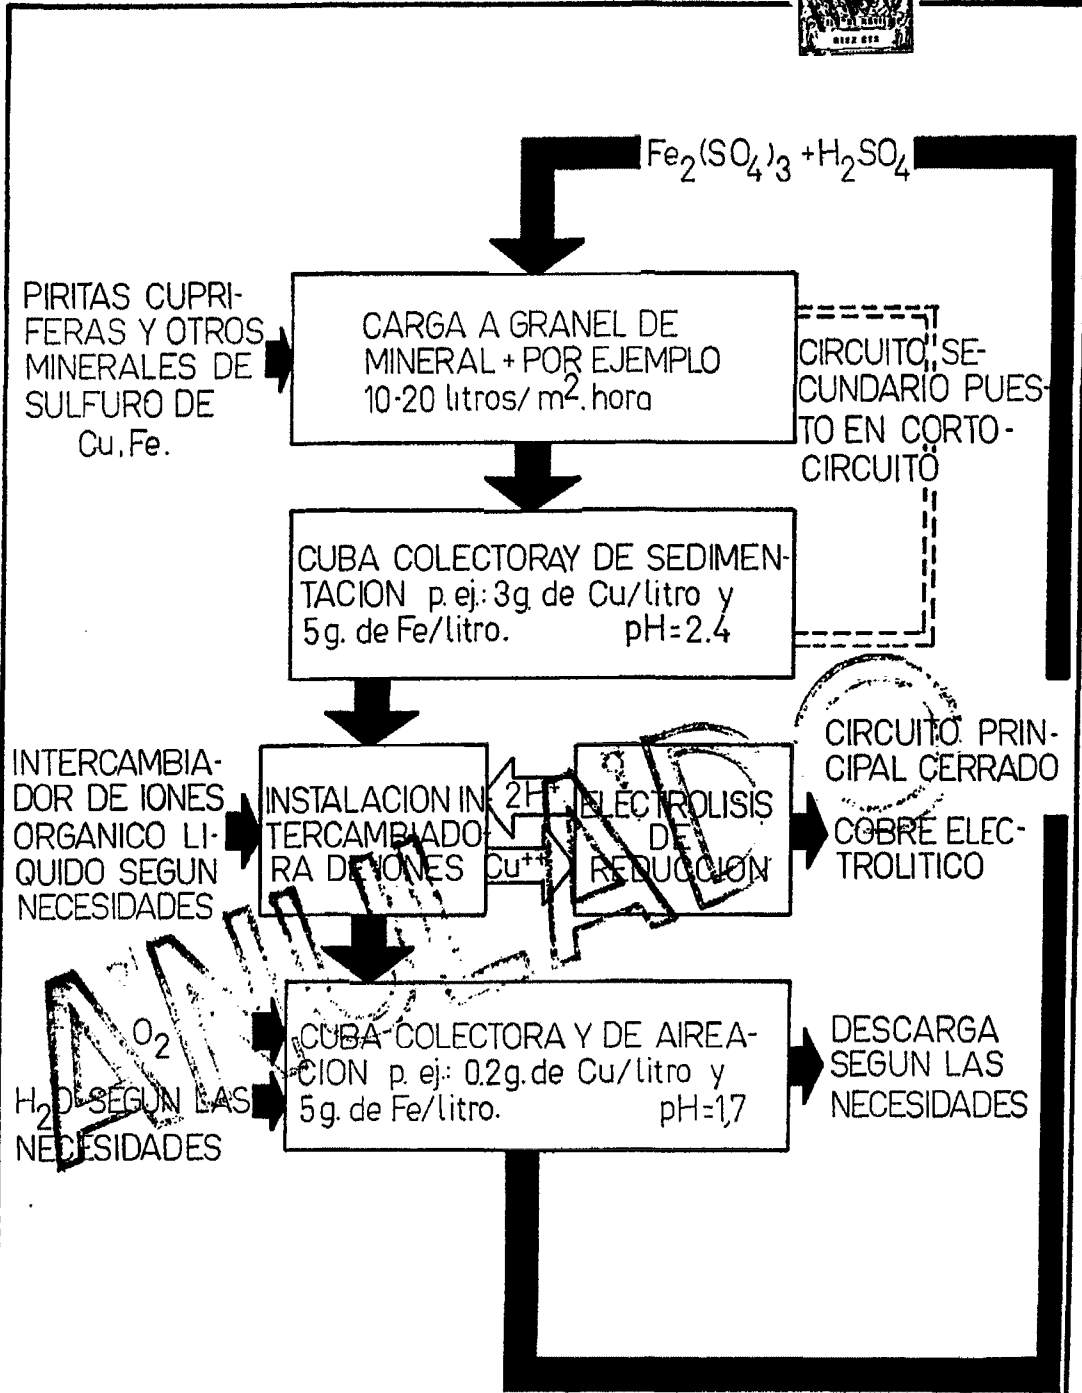 Fe₂(SO₄)₃ + H₂SO₄
PIRITAS CUPRI-
FERAS Y OTROS
MINERALES DE
SULFURO DE
Cu, Fe.
CARGA A GRANEL DE
MINERAL + POR EJEMPLO
10-20 litros/m². hora
CIRCUITO SE-
CUNDARIO PUES-
TO EN CORTO-
CIRCUITO
CUBA COLECTORA Y DE SEDIMEN-
TACION p. ej.: 3g. de Cu/litro y
5g. de Fe/litro. pH=2.4
INTERCAMBIA-
DOR DE IONES
ORGANICO LI-
QUIDO SEGUN
NECESIDADES
INSTALACION IN
TERCAMBIADO-
RA DE IONES
2H⁺
Cu⁺⁺
ELECTROLISIS
DE
REDUCCION
CIRCUITO PRIN-
CIPAL CERRADO
COBRE ELEC-
TROLITICO
O₂
H₂O SEGUN LAS
NECESIDADES
CUBA COLECTORA Y DE AIREA-
CION p. ej.: 0.2g. de Cu/litro y
5g. de Fe/litro. pH=1,7
DESCARGA
SEGUN LAS
NECESIDADES
ANULADO